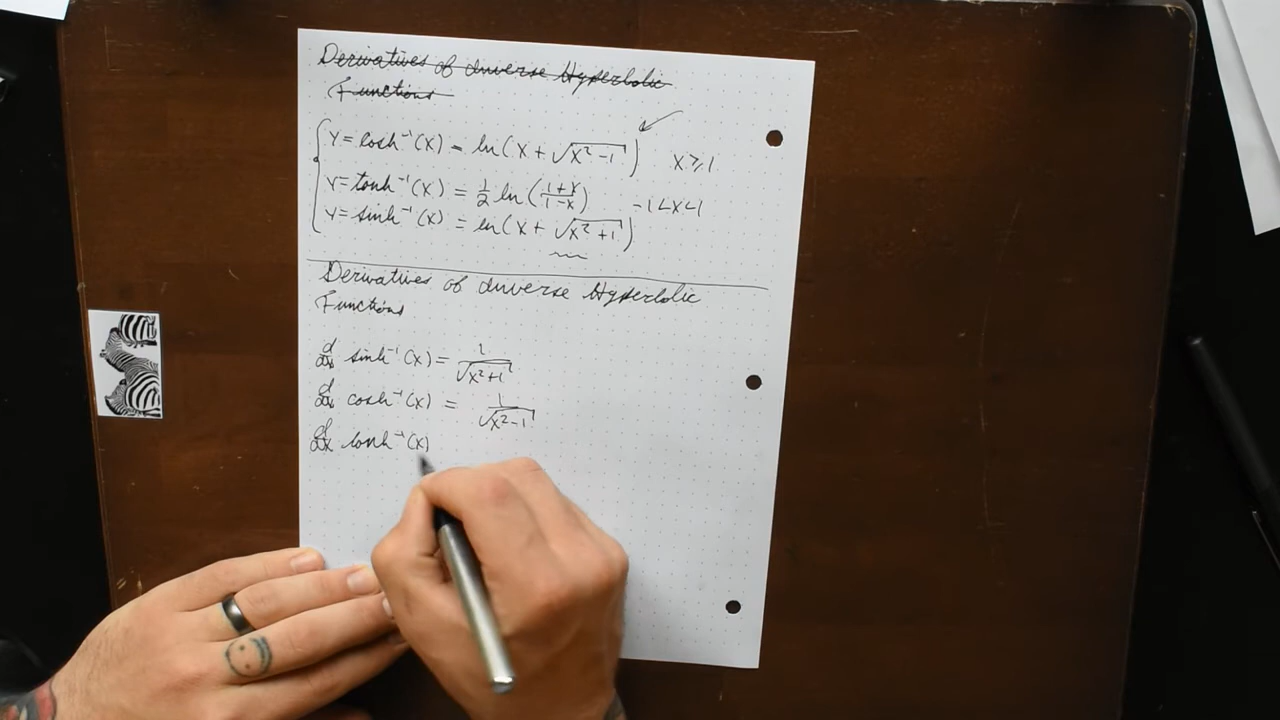 Derivatives of Inverse Hyperbolic
Functions
y = cosh⁻¹(x) = ln(x + √(x² - 1)) x ≥ 1
y = tanh⁻¹(x) = 1/2 ln((1+x)/(1-x)) -1 < x < 1
y = sinh⁻¹(x) = ln(x + √(x² + 1))
Derivatives of Inverse Hyperbolic
Functions
d/dx sinh⁻¹(x) = 1/√(x²+1)
d/dx cosh⁻¹(x) = 1/√(x²-1)
d/dx tanh⁻¹(x)